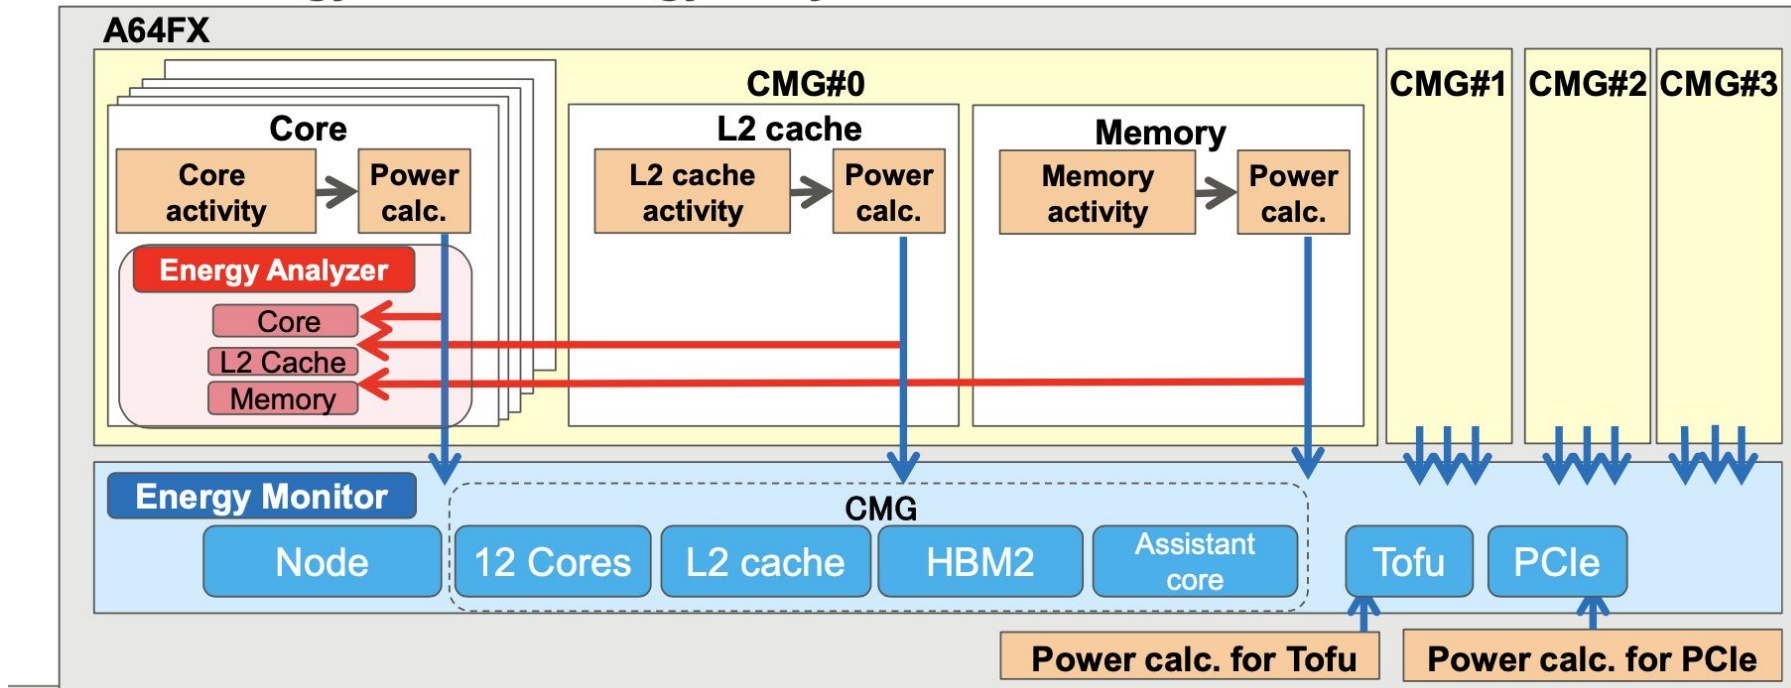 A64FX
CMG#0
CMG#1
CMG#2
CMG#3
Core
L2 cache
Memory
Core
activity
Power
calc.
L2 cache
activity
Power
calc.
Memory
activity
Power
calc.
Energy Analyzer
Core
L2 Cache
Memory
Energy Monitor
CMG
Node
12 Cores
L2 cache
HBM2
Assistant
core
Tofu
PCIe
Power calc. for Tofu
Power calc. for PCIe